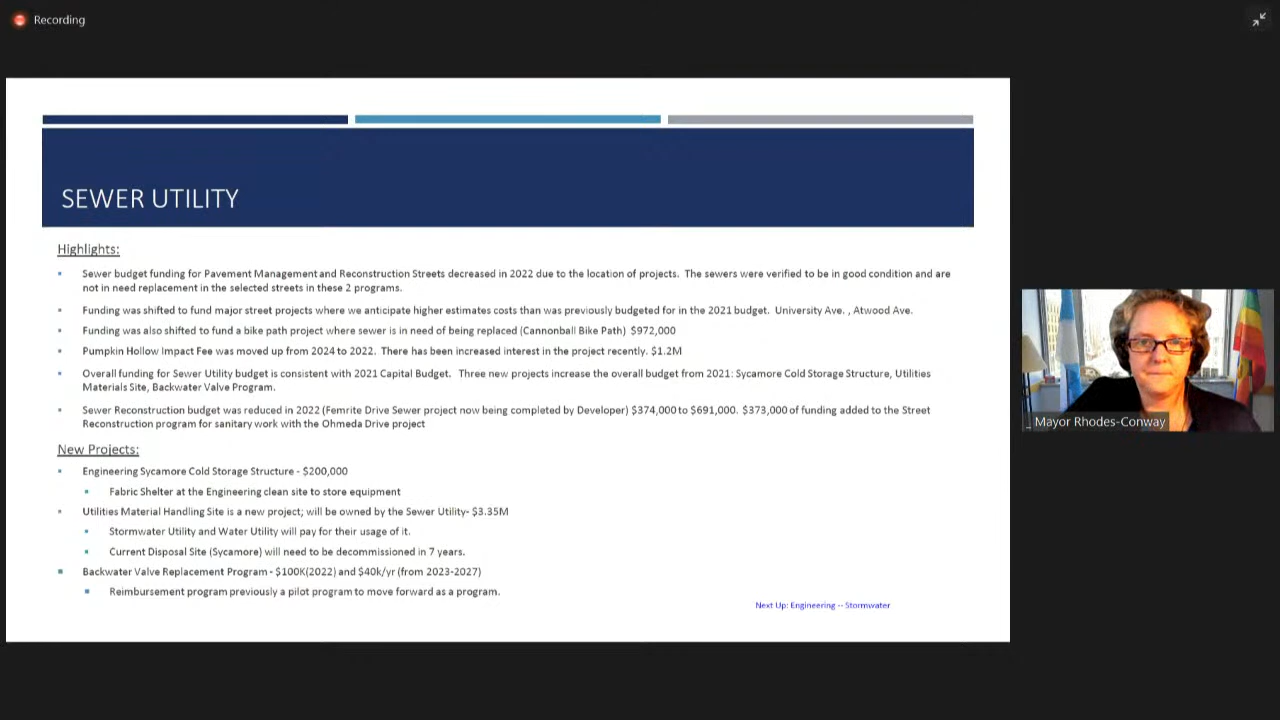 Recording
SEWER UTILITY
Highlights:
Sewer budget funding for Pavement Management and Reconstruction Streets decreased in 2022 due to the location of projects. The sewers were verified to be in good condition and are
not in need replacement in the selected streets in these 2 programs.
Funding was shifted to fund major street projects where we anticipate higher estimates costs than was previously budgeted for in the 2021 budget. University Ave. , Atwood Ave.
Funding was also shifted to fund a bike path project where sewer is in need of being replaced (Cannonball Bike Path) $972,000
Pumpkin Hollow Impact Fee was moved up from 2024 to 2022. There has been increased interest in the project recently. $1.2M
Overall funding for Sewer Utility budget is consistent with 2021 Capital Budget. Three new projects increase the overall budget from 2021: Sycamore Cold Storage Structure, Utilities
Materials Site, Backwater Valve Program.
Sewer Reconstruction budget was reduced in 2022 (Femrite Drive Sewer project now being completed by Developer) $374,000 to $691,000. $373,000 of funding added to the Street
Reconstruction program for sanitary work with the Ohmeda Drive project
New Projects:
Engineering Sycamore Cold Storage Structure - $200,000
Fabric Shelter at the Engineering clean site to store equipment
Utilities Material Handling Site is a new project; will be owned by the Sewer Utility- $3.35M
Stormwater Utility and Water Utility will pay for their usage of it.
Current Disposal Site (Sycamore) will need to be decommissioned in 7 years.
Backwater Valve Replacement Program - $100K(2022) and $40k/yr (from 2023-2027)
Reimbursement program previously a pilot program to move forward as a program.
Next Up: Engineering -- Stormwater
Mayor Rhodes-Conway